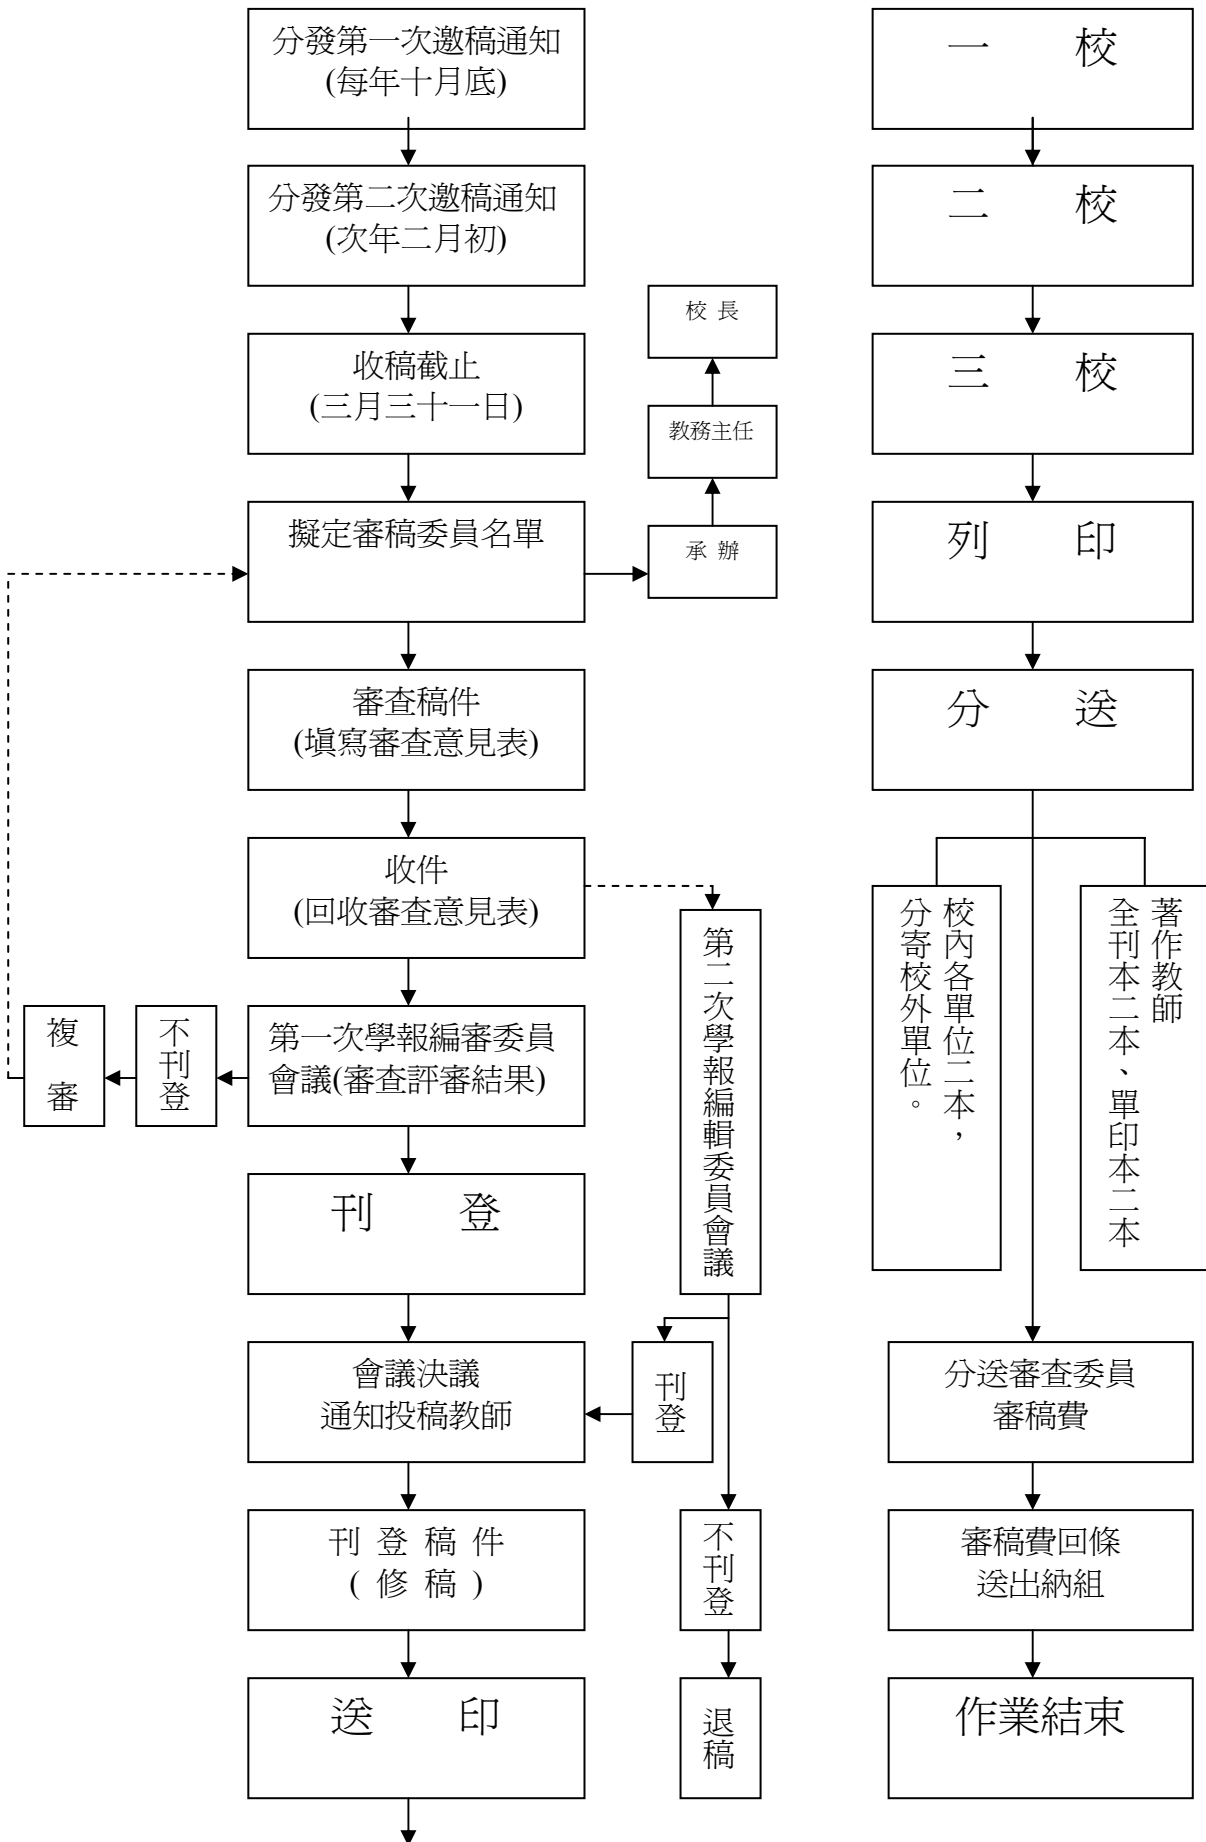 分發第一次邀稿通知
(每年十月底)
分發第二次邀稿通知
(次年二月初)
收稿截止
(三月三十一日)
校 長
教務主任
承 辦
擬定審稿委員名單
審查稿件
(填寫審查意見表)
收件
(回收審查意見表)
第一次學報編審委員
會議(審查評審結果)
不刊登
複審
第二次學報編輯委員會議
刊 登
會議決議
通知投稿教師
刊登
刊 登 稿 件
( 修 稿 )
不刊登
送 印
退稿
一 校
二 校
三 校
列 印
分 送
校內各單位二本，
分寄校外單位。
著作教師
全刊本二本、單印本二本
分送審查委員
審稿費
審稿費回條
送出納組
作業結束